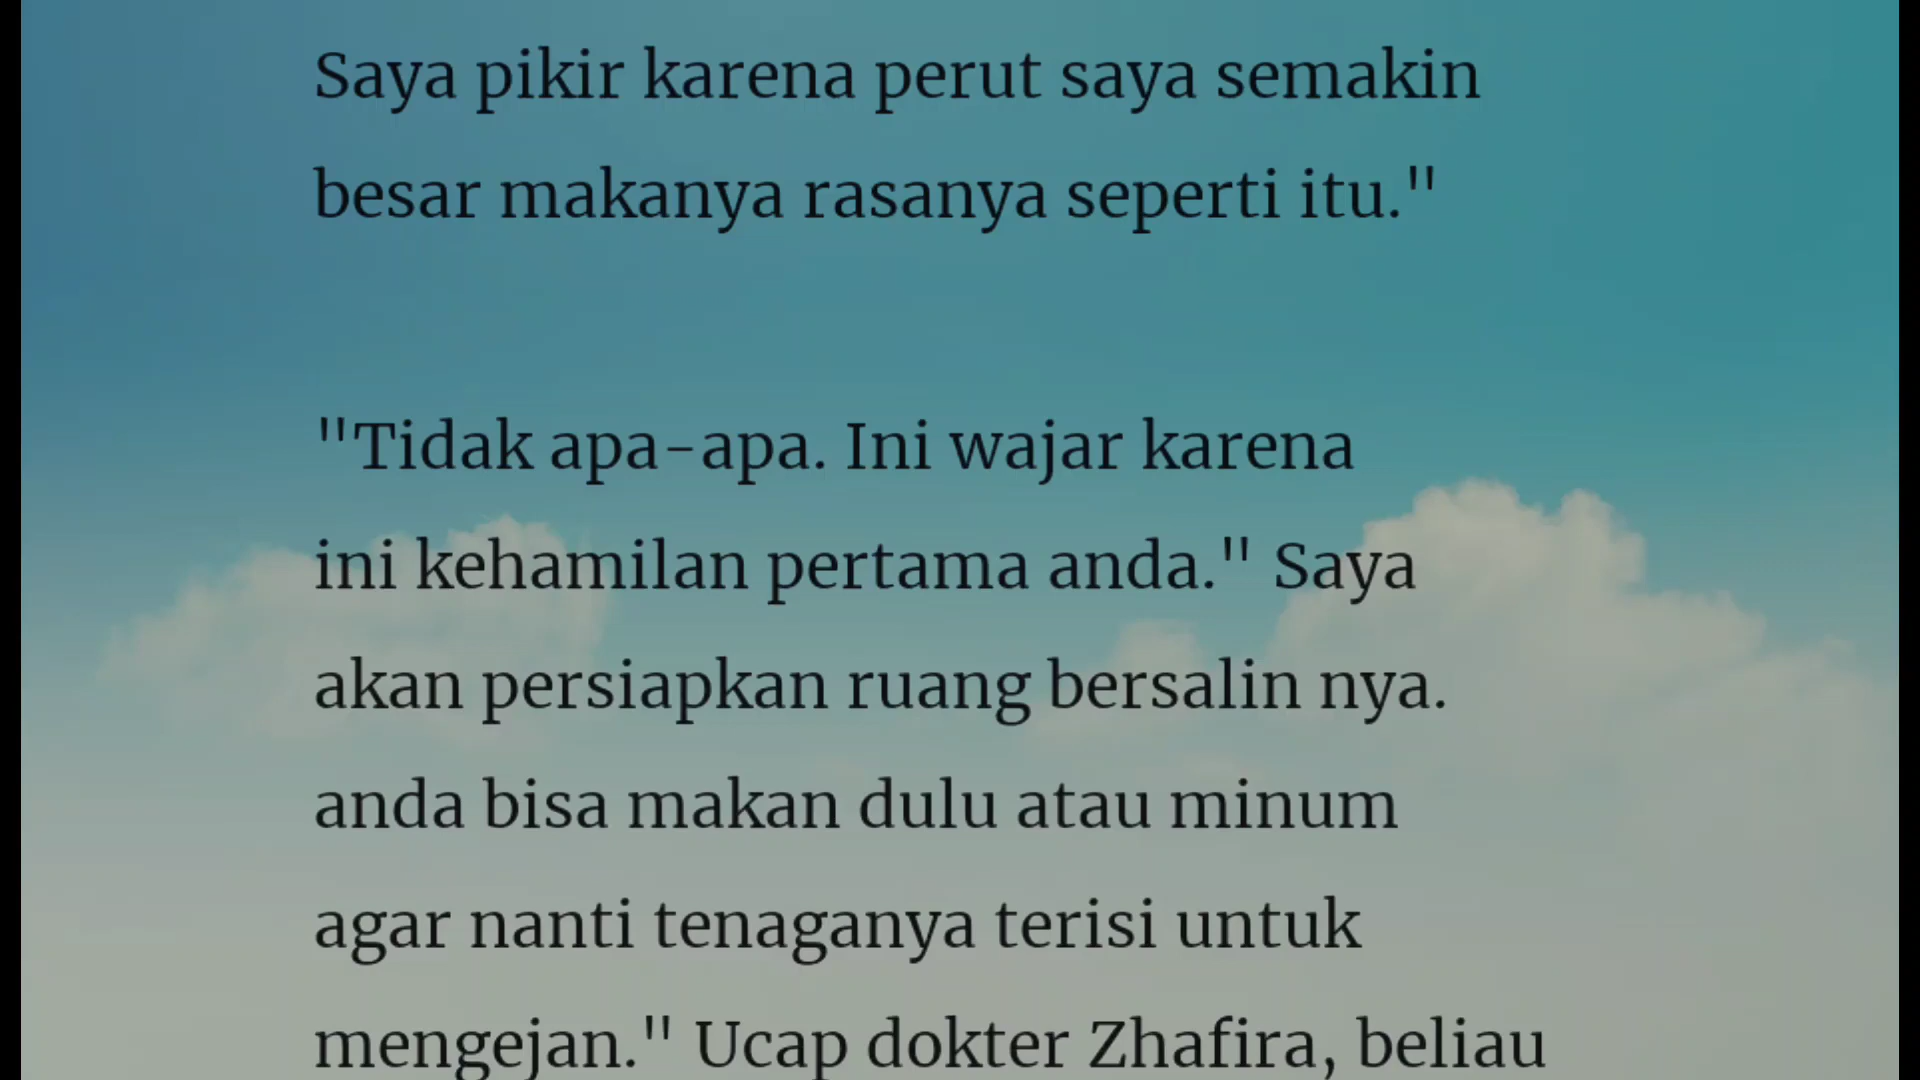 Saya pikir karena perut saya semakin
besar makanya rasanya seperti itu."
"Tidak apa-apa. Ini wajar karena
ini kehamilan pertama anda." Saya
akan persiapkan ruang bersalin nya.
anda bisa makan dulu atau minum
agar nanti tenaganya terisi untuk
mengejan." Ucap dokter Zhafira, beliau